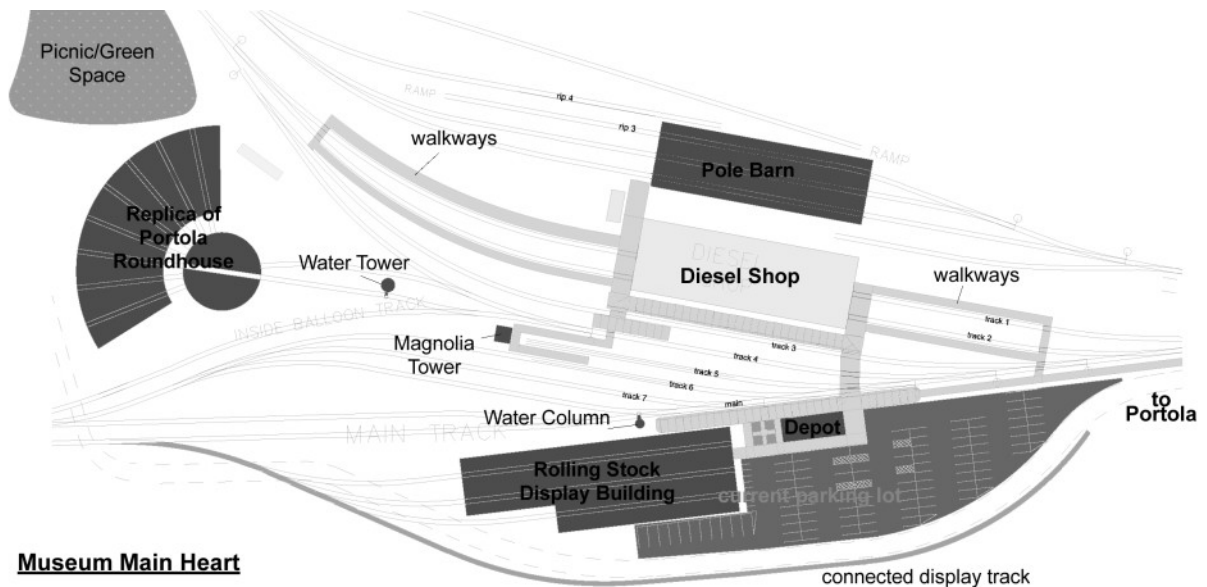 Picnic/Green
Space
RAMP
rip 4
rip 3
walkways
Pole Barn
RAMP
Replica of
Portola
Roundhouse
Water Tower
DIESEL
Diesel Shop
walkways
INSIDE BALLOON TRACK
track 1
track 2
track 3
Magnolia
Tower
track 4
track 5
track 6
track 7
main
to
Portola
Water Column
MAIN TRACK
Depot
Rolling Stock
Display Building
current parking lot
Museum Main Heart
connected display track